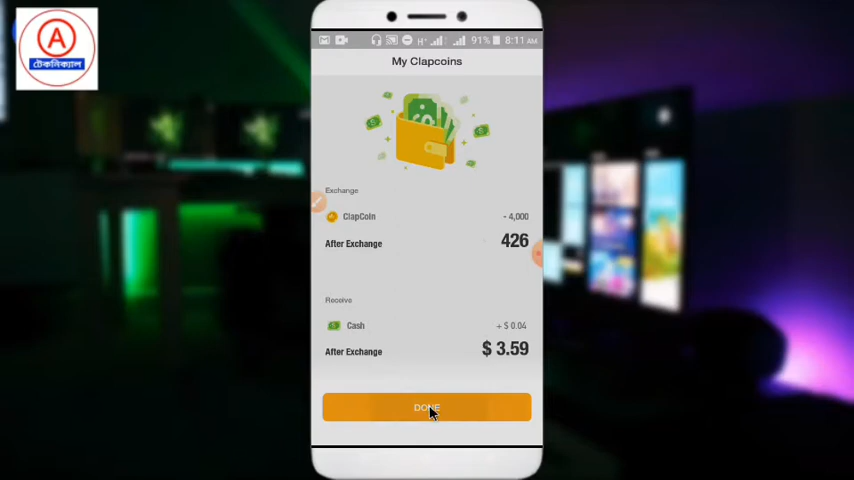 A
টেকনিক্যাল
H+ 91% 8:11 AM
My Clapcoins
Exchange
ClapCoin - 4,000
After Exchange 426
Receive
Cash + $ 0.04
After Exchange $ 3.59
DONE